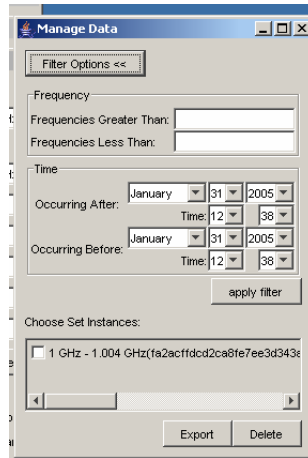 Manage Data
Filter Options <<
Frequency
Frequencies Greater Than:
Frequencies Less Than:
Time
Occurring After: January 31 2005
Time: 12 38
Occurring Before: January 31 2005
Time: 12 38
apply filter
Choose Set Instances:
1 GHz - 1.004 GHz(fa2acffdcd2ca8fe7ee3d343a
Export Delete